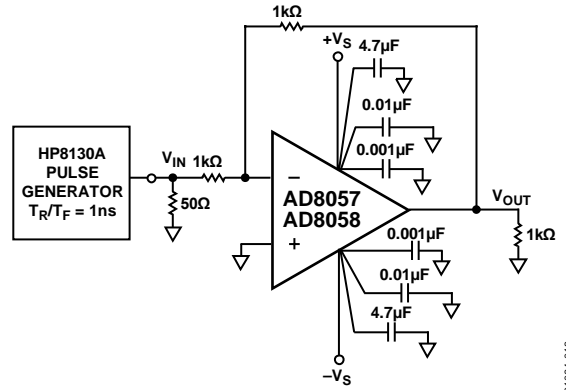 1kΩ
+VS
4.7µF
0.01µF
0.001µF
HP8130A
PULSE
GENERATOR
TR/TF = 1ns
VIN
1kΩ
50Ω
−
+
AD8057
AD8058
VOUT
1kΩ
0.001µF
0.01µF
4.7µF
–VS